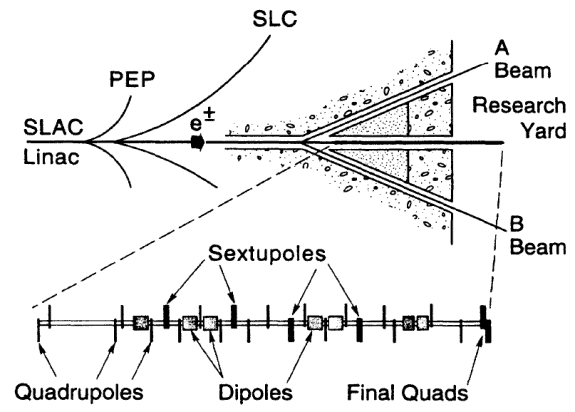 SLC
PEP
SLAC
Linac
e±
A
Beam
Research
Yard
B
Beam
Sextupoles
Quadrupoles
Dipoles
Final Quads